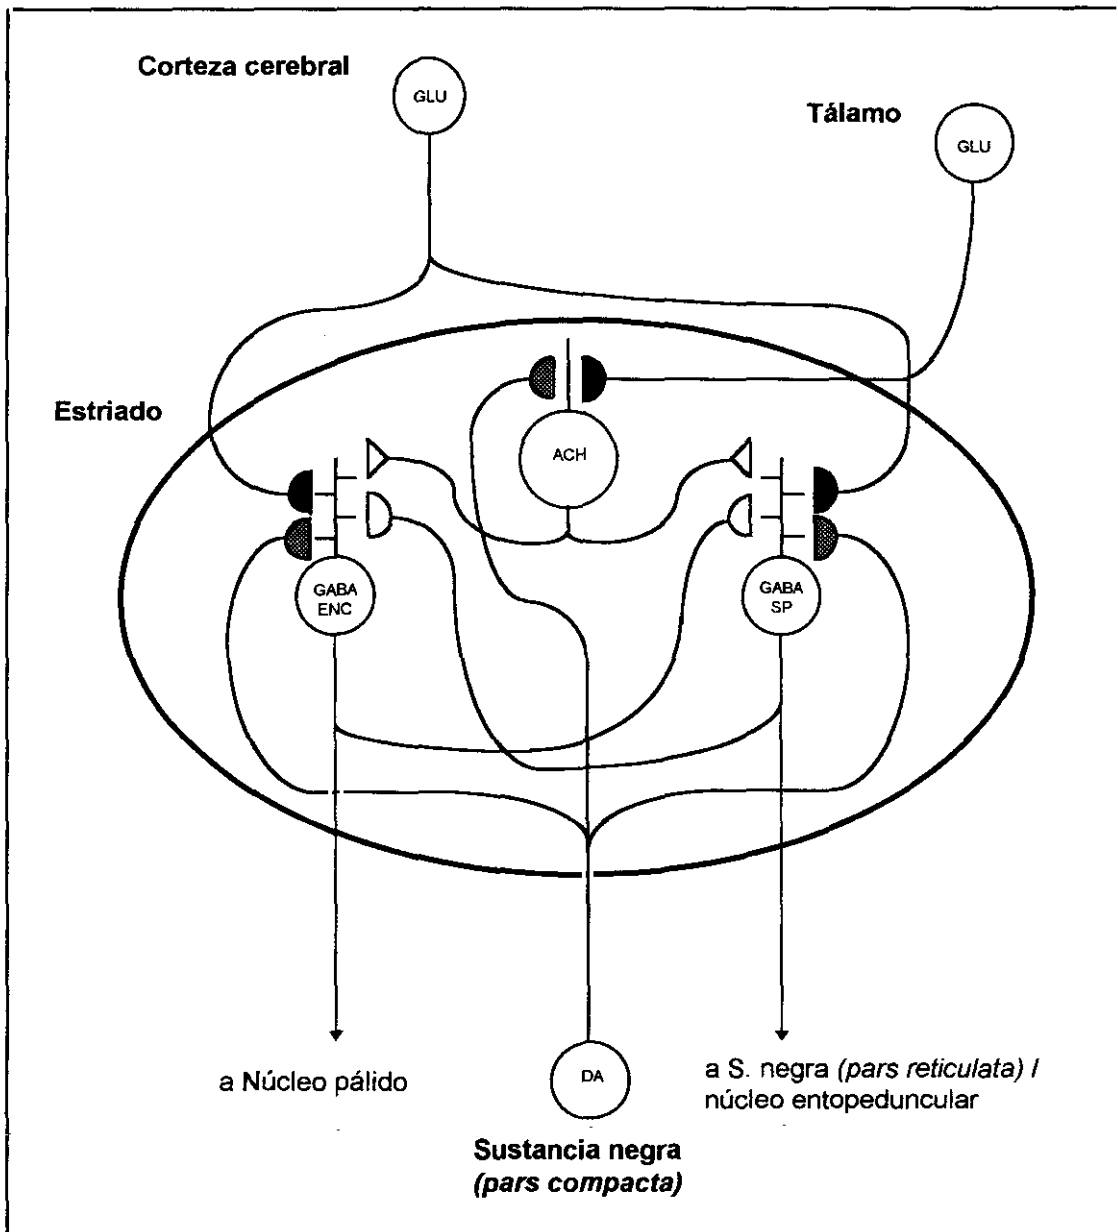 Corteza cerebral
GLU
Tálamo
GLU
Estriado
ACH
GABA
ENC
GABA
SP
a Núcleo pálido
DA
a S. negra (pars reticulata) /
núcleo entopeduncular
Sustancia negra
(pars compacta)